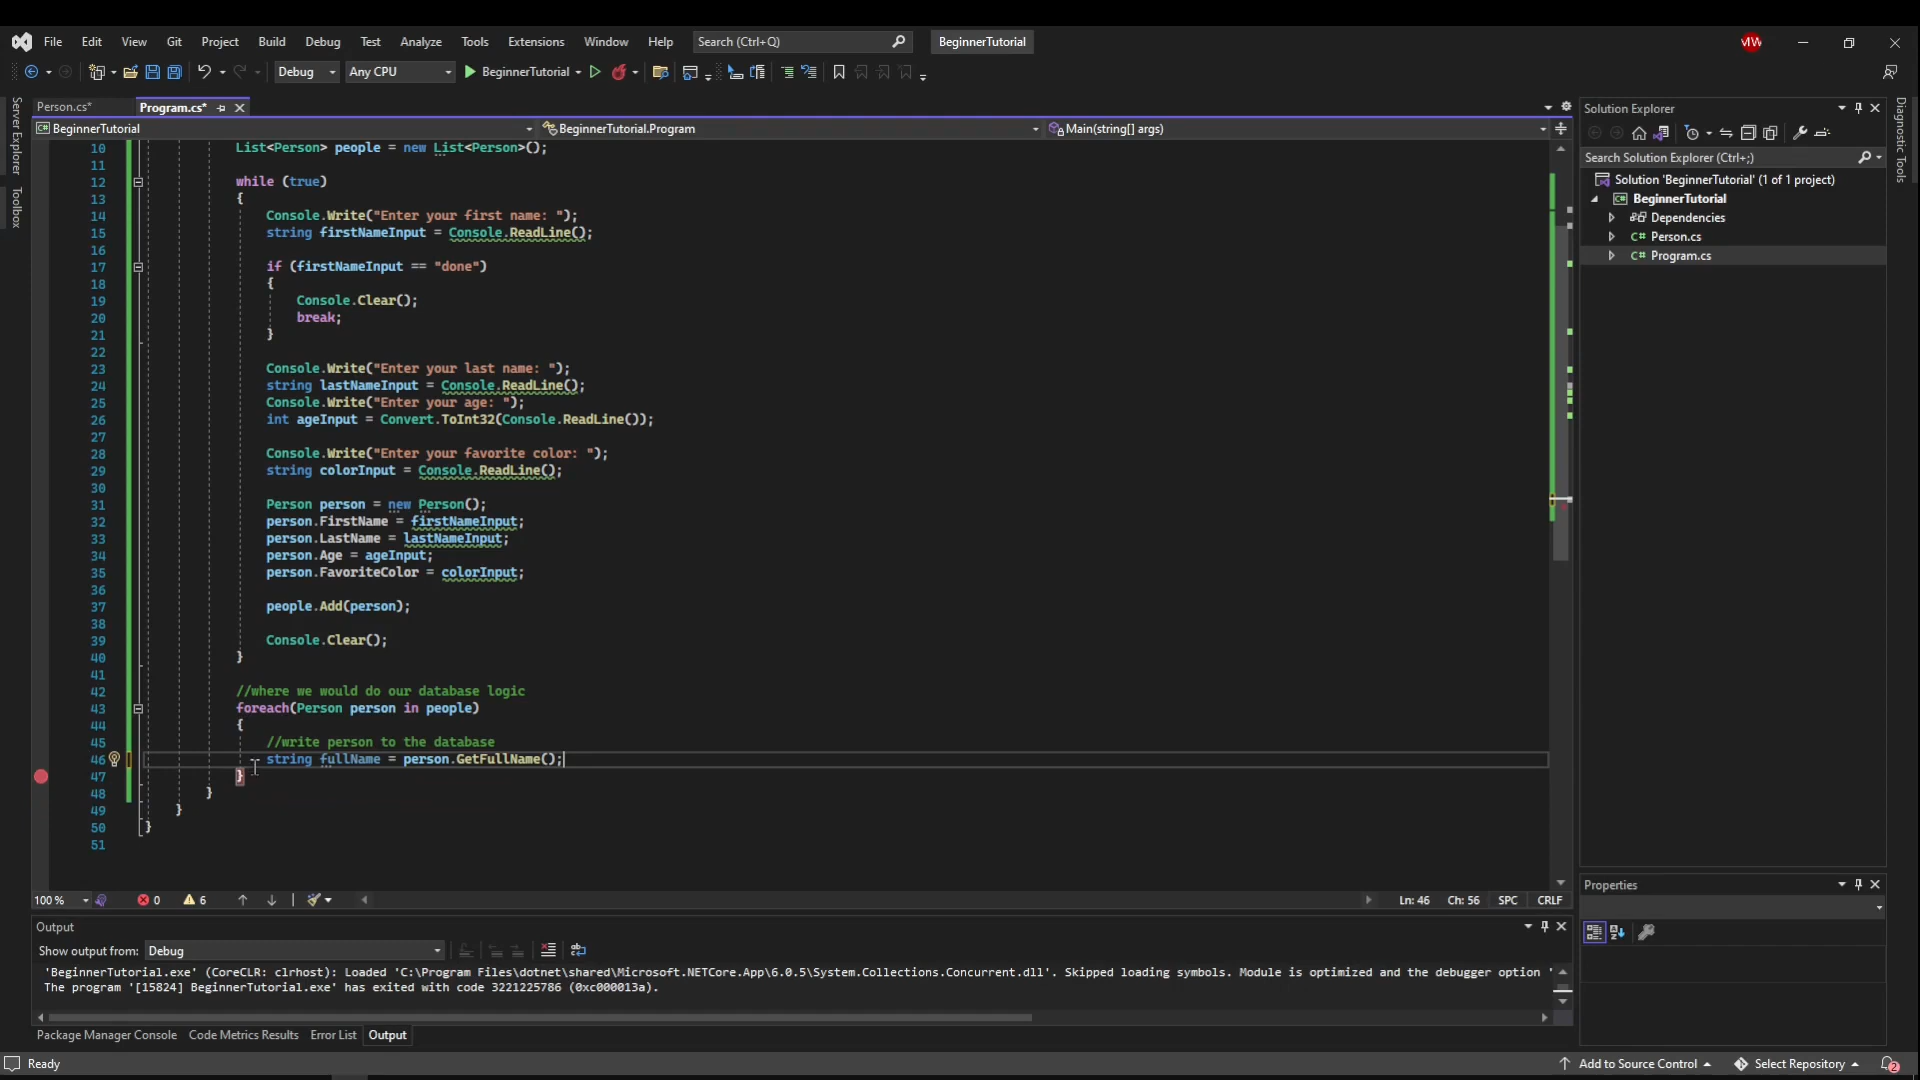 File Edit View Git Project Build Debug Test Analyze Tools Extensions Window Help Search (Ctrl+Q) BeginnerTutorial MW
Debug Any CPU BeginnerTutorial
Server Explorer
Toolbox
Person.cs* Program.cs*
BeginnerTutorial BeginnerTutorial.Program Main(string[] args)
10 List<Person> people = new List<Person>();
11
12 while (true)
13 {
14 Console.Write("Enter your first name: ");
15 string firstNameInput = Console.ReadLine();
16
17 if (firstNameInput == "done")
18 {
19 Console.Clear();
20 break;
21 }
22
23 Console.Write("Enter your last name: ");
24 string lastNameInput = Console.ReadLine();
25 Console.Write("Enter your age: ");
26 int ageInput = Convert.ToInt32(Console.ReadLine());
27
28 Console.Write("Enter your favorite color: ");
29 string colorInput = Console.ReadLine();
30
31 Person person = new Person();
32 person.FirstName = firstNameInput;
33 person.LastName = lastNameInput;
34 person.Age = ageInput;
35 person.FavoriteColor = colorInput;
36
37 people.Add(person);
38
39 Console.Clear();
40 }
41
42 //where we would do our database logic
43 foreach(Person person in people)
44 {
45 //write person to the database
46 string fullName = person.GetFullName();
47 }
48 }
49 }
50 }
51
100 % 0 6 Ln: 46 Ch: 56 SPC CRLF
Output
Show output from: Debug
'BeginnerTutorial.exe' (CoreCLR: clrhost): Loaded 'C:\Program Files\dotnet\shared\Microsoft.NETCore.App\6.0.5\System.Collections.Concurrent.dll'. Skipped loading symbols. Module is optimized and the debugger option '
The program '[15824] BeginnerTutorial.exe' has exited with code 3221225786 (0xc000013a).
Package Manager Console Code Metrics Results Error List Output
Solution Explorer
Search Solution Explorer (Ctrl+;)
Solution 'BeginnerTutorial' (1 of 1 project)
C# BeginnerTutorial
Dependencies
C# Person.cs
C# Program.cs
Properties
Diagnostic Tools
Ready Add to Source Control Select Repository 2